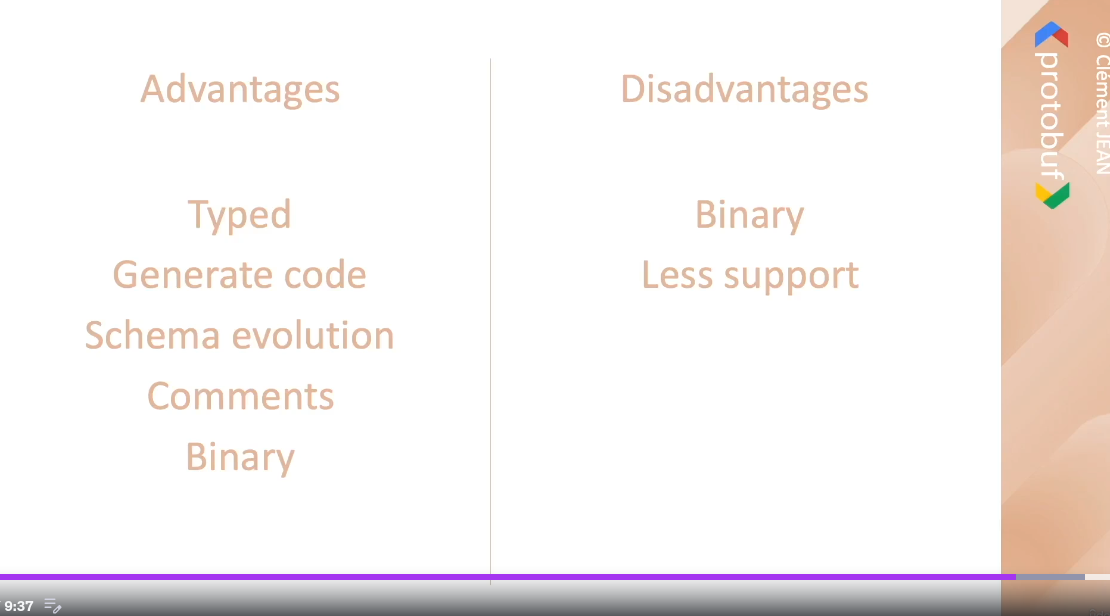 Advantages
Typed
Generate code
Schema evolution
Comments
Binary
Disadvantages
Binary
Less support
protobuf
© Clément JEAN
9:37